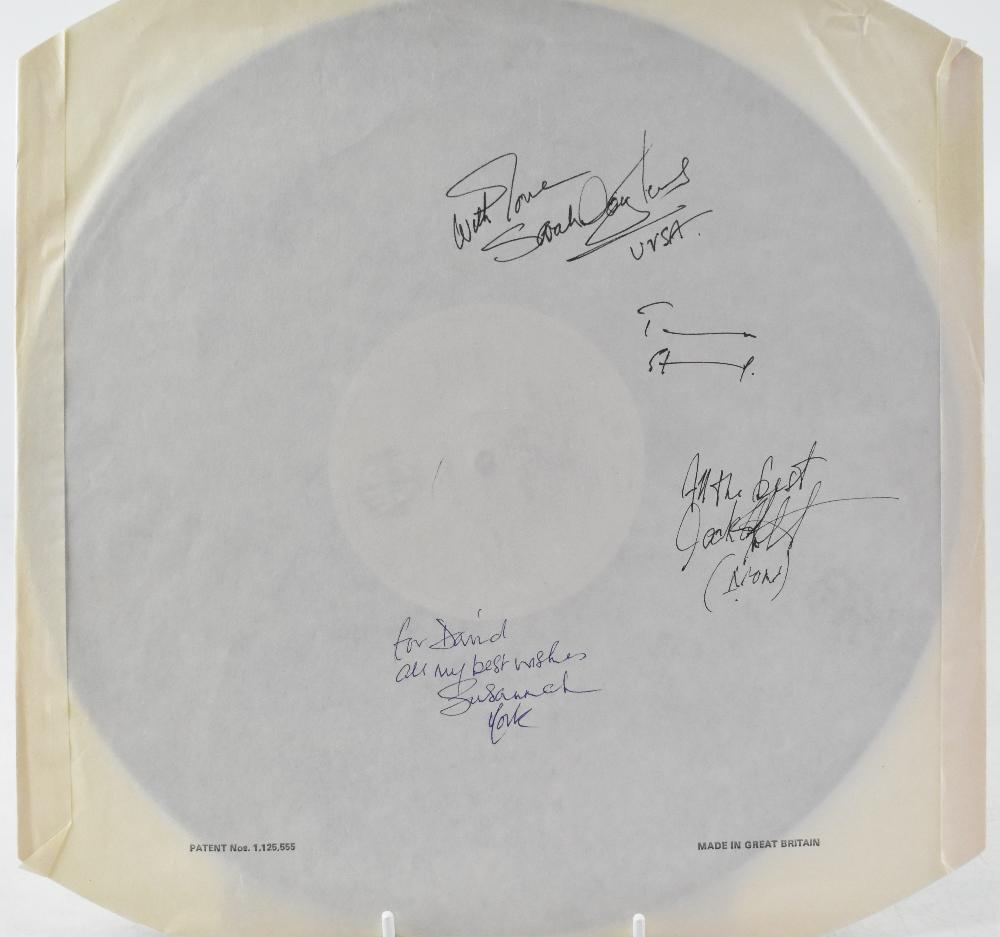 With love
Sarah Douglas
URSA.
All the best
Jack
(NON)
for David
all my best wishes
Susannah
York
PATENT Nos. 1,125,555
MADE IN GREAT BRITAIN